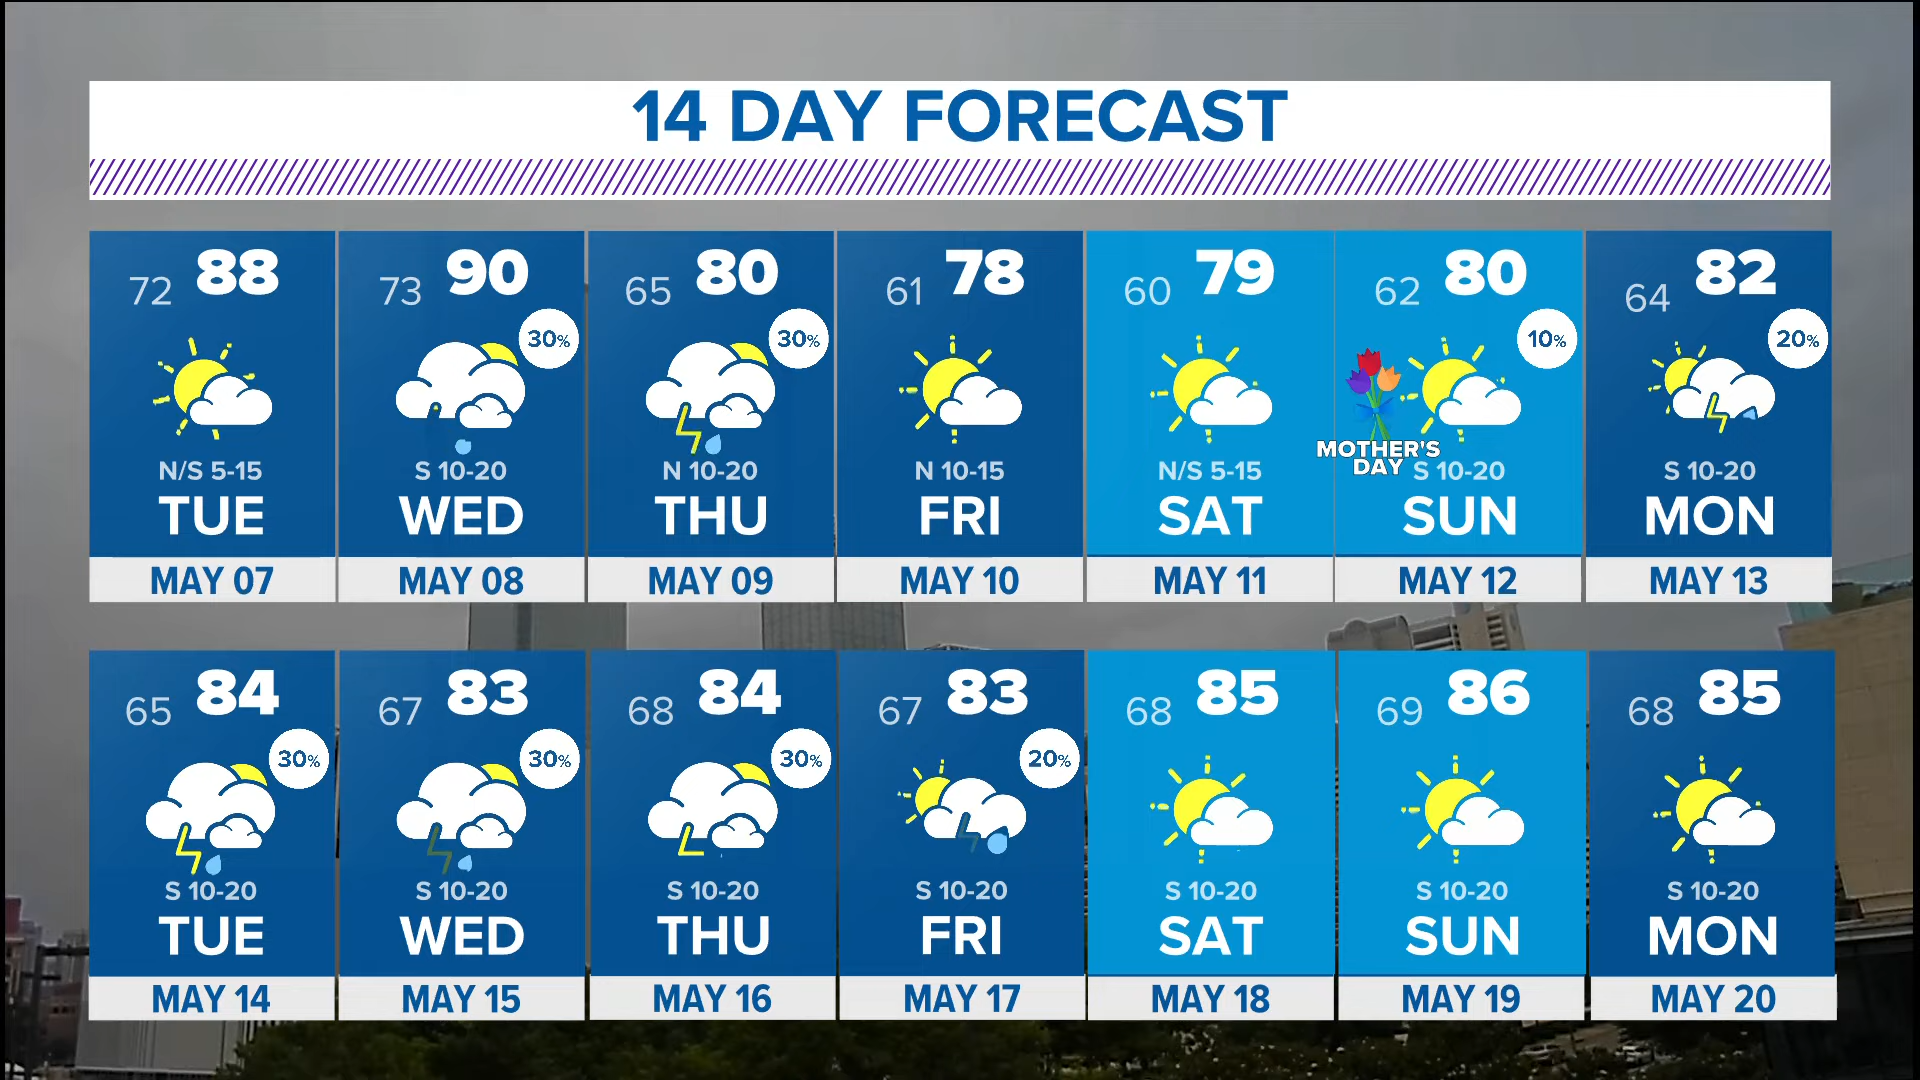 14 DAY FORECAST
72 88
N/S 5-15
TUE
MAY 07
73 90
30%
S 10-20
WED
MAY 08
65 80
30%
N 10-20
THU
MAY 09
61 78
N 10-15
FRI
MAY 10
60 79
N/S 5-15
SAT
MAY 11
62 80
10%
MOTHER'S
DAY
S 10-20
SUN
MAY 12
64 82
20%
S 10-20
MON
MAY 13
65 84
30%
S 10-20
TUE
MAY 14
67 83
30%
S 10-20
WED
MAY 15
68 84
30%
S 10-20
THU
MAY 16
67 83
20%
S 10-20
FRI
MAY 17
68 85
S 10-20
SAT
MAY 18
69 86
S 10-20
SUN
MAY 19
68 85
S 10-20
MON
MAY 20